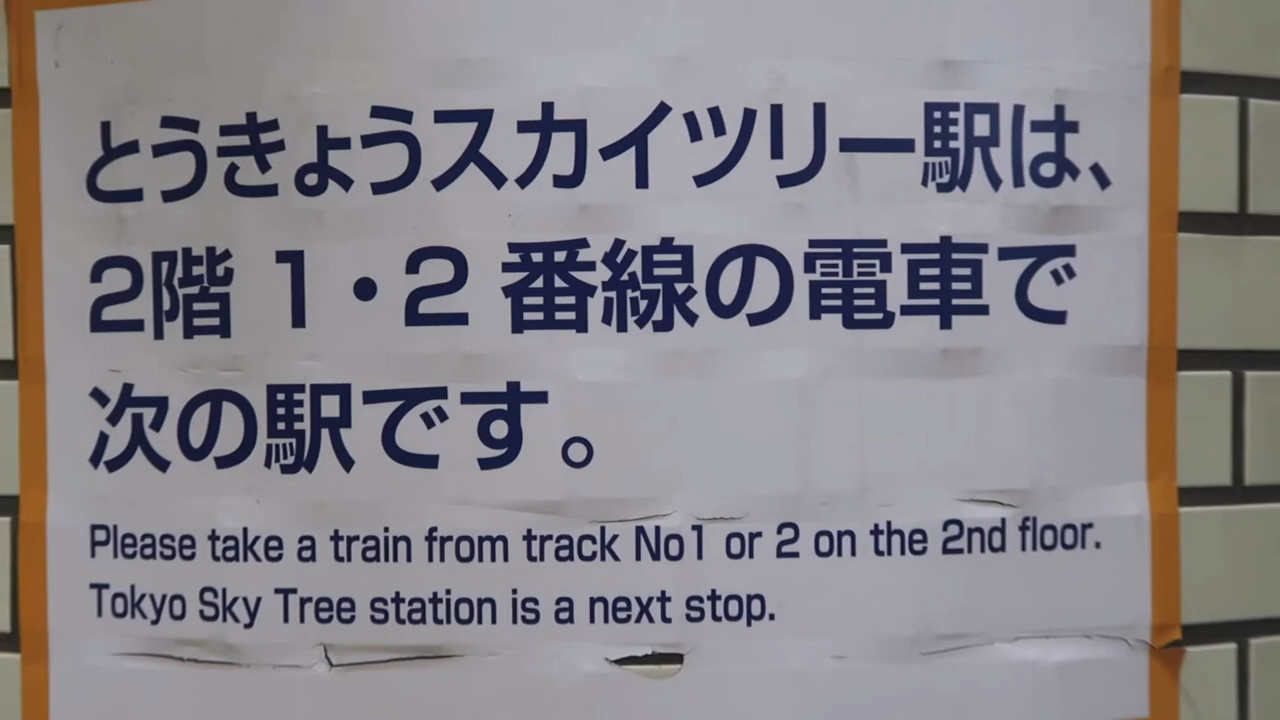 とうきょうスカイツリー駅は、
2階 1・2 番線の電車で
次の駅です。
Please take a train from track No1 or 2 on the 2nd floor.
Tokyo Sky Tree station is a next stop.